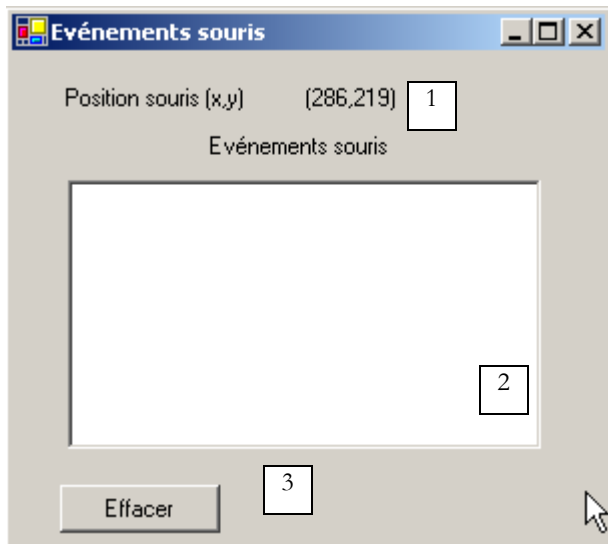 Evénements souris
Position souris (x,y) (286,219) 1
Evénements souris
2
3
Effacer